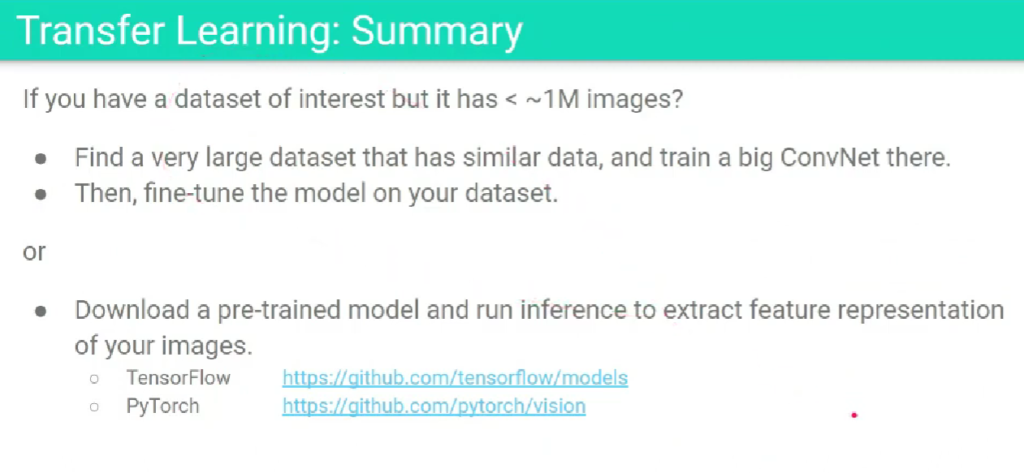 Transfer Learning: Summary
If you have a dataset of interest but it has < ~1M images?
● Find a very large dataset that has similar data, and train a big ConvNet there.
● Then, fine-tune the model on your dataset.
or
● Download a pre-trained model and run inference to extract feature representation
of your images.
○ TensorFlow https://github.com/tensorflow/models
○ PyTorch https://github.com/pytorch/vision